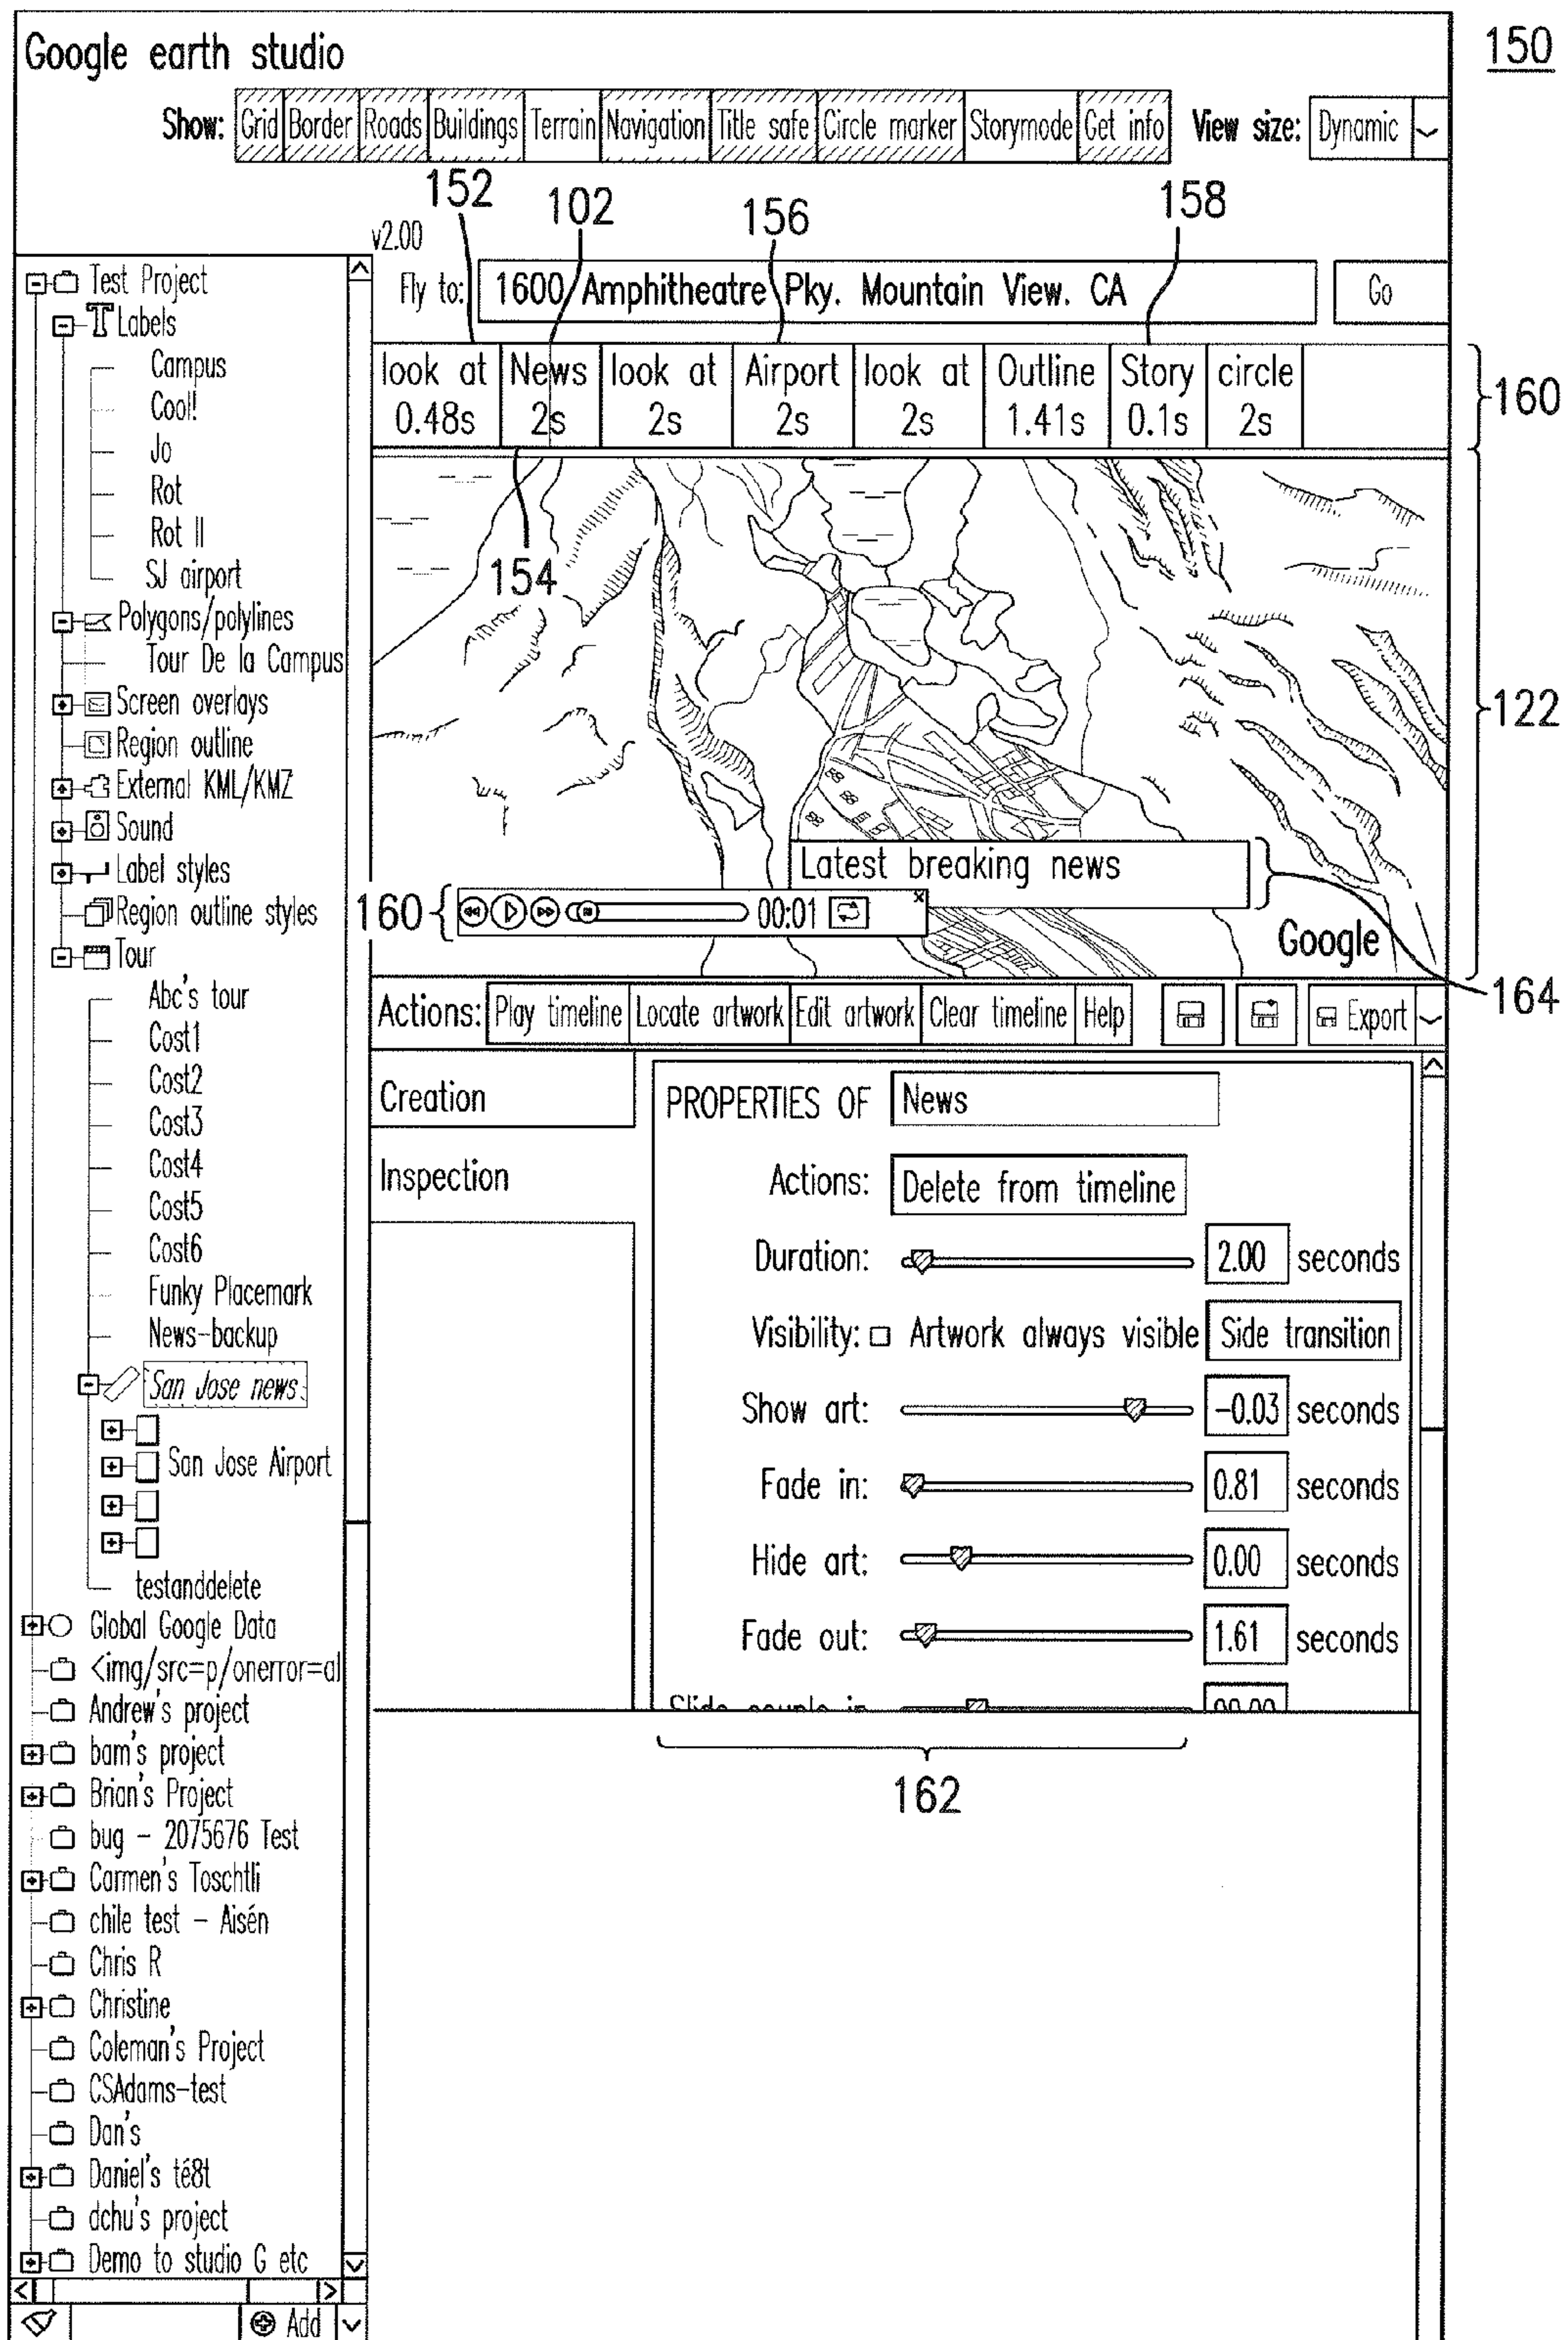 Google earth studio
150
Show: Grid Border Roads Buildings Terrain Navigation Title safe Circle marker Storymode Get info View size: Dynamic
152
102
156
158
v2.00
Fly to: 1600 Amphitheatre Pky. Mountain View. CA Go
look at 0.48s
News 2s
look at 2s
Airport 2s
look at 2s
Outline 1.41s
Story 0.1s
circle 2s
160
154
122
Latest breaking news
160
00:01
Google
164
Actions: Play timeline Locate artwork Edit artwork Clear timeline Help Export
Creation
Inspection
PROPERTIES OF News
Actions: Delete from timeline
Duration: 2.00 seconds
Visibility: Artwork always visible Side transition
Show art: -0.03 seconds
Fade in: 0.81 seconds
Hide art: 0.00 seconds
Fade out: 1.61 seconds
162
Test Project
Labels
Campus
Cool!
Jo
Rot
Rot II
SJ airport
Polygons/polylines
Tour De la Campus
Screen overlays
Region outline
External KML/KMZ
Sound
Label styles
Region outline styles
Tour
Abc's tour
Cost1
Cost2
Cost3
Cost4
Cost5
Cost6
Funky Placemark
News-backup
San Jose news
San Jose Airport
testanddelete
Global Google Data
<img/src=p/onerror=al
Andrew's project
bam's project
Brian's Project
bug - 2075676 Test
Carmen's Toschtli
chile test - Aisén
Chris R
Christine
Coleman's Project
CSAdams-test
Dan's
Daniel's té8t
dchu's project
Demo to studio G etc
Add